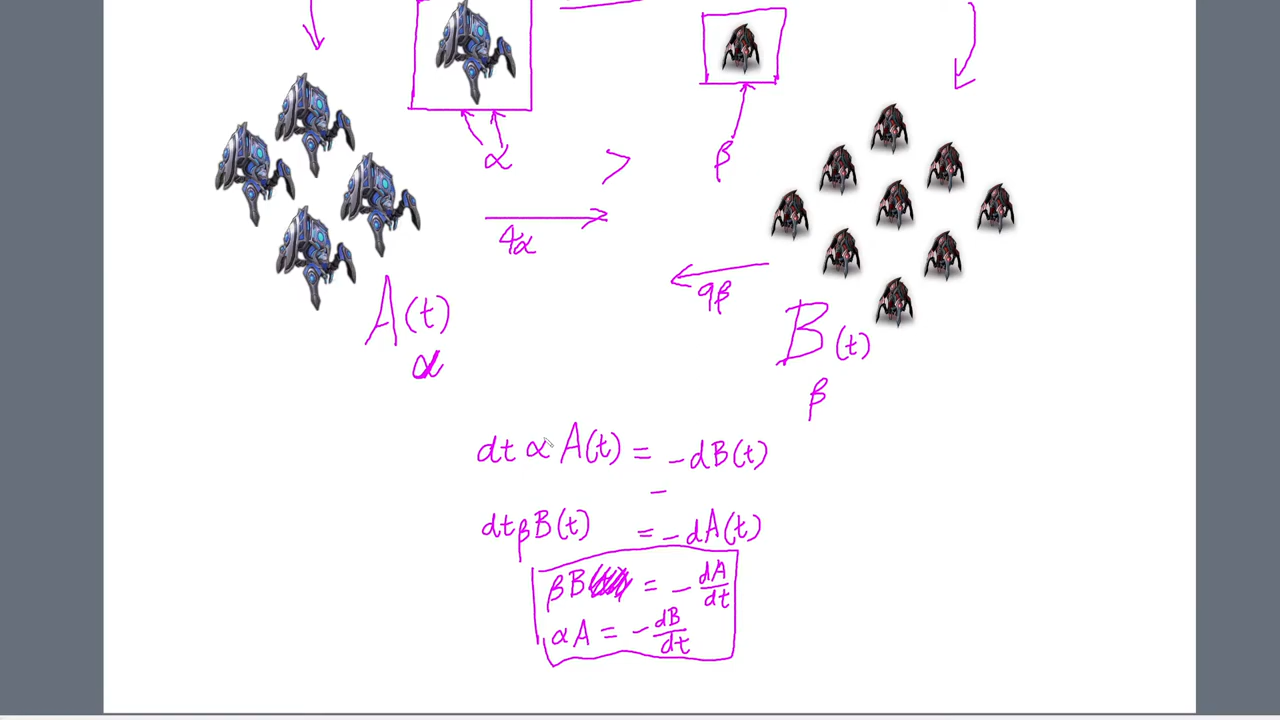 α > β
4α
9β
A(t)
α
B(t)
β
dt α A(t) = -dB(t)
-
dt β B(t) = -dA(t)
βB = - dA/dt
αA = - dB/dt